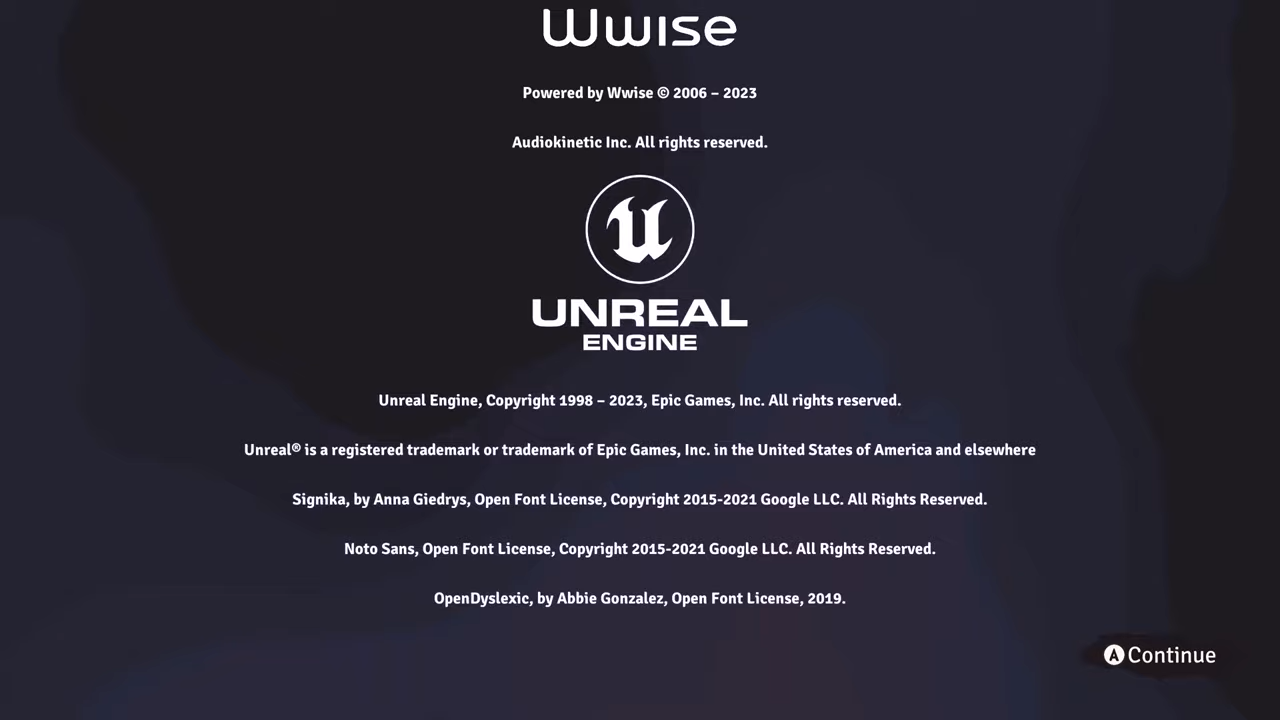 Wwise
Powered by Wwise © 2006 – 2023
Audiokinetic Inc. All rights reserved.
U
UNREAL
ENGINE
Unreal Engine, Copyright 1998 – 2023, Epic Games, Inc. All rights reserved.
Unreal® is a registered trademark or trademark of Epic Games, Inc. in the United States of America and elsewhere
Signika, by Anna Giedrys, Open Font License, Copyright 2015-2021 Google LLC. All Rights Reserved.
Noto Sans, Open Font License, Copyright 2015-2021 Google LLC. All Rights Reserved.
OpenDyslexic, by Abbie Gonzalez, Open Font License, 2019.
A Continue